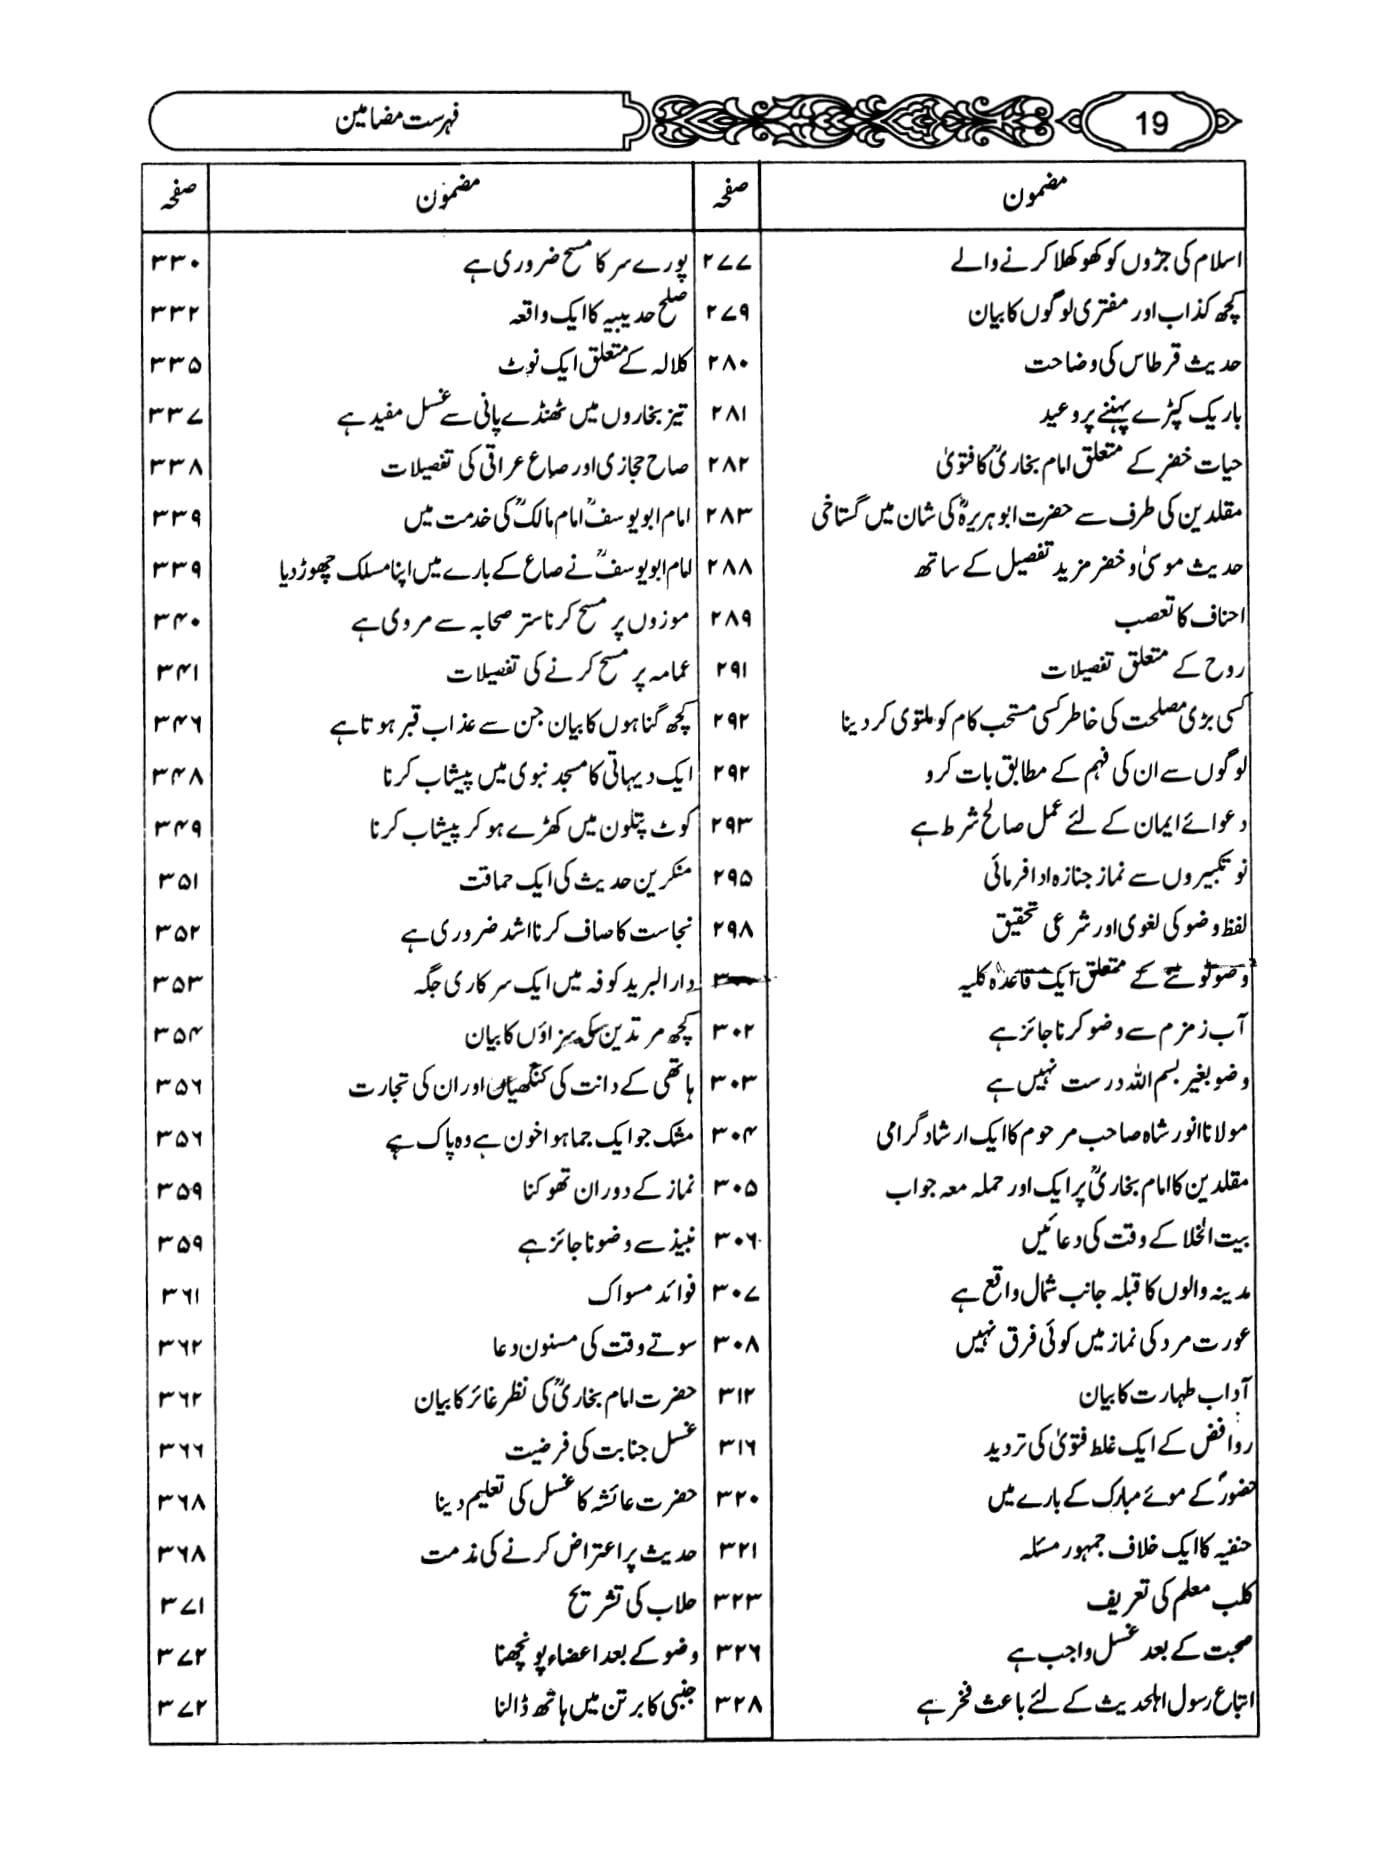 19
فہرست مضامین
مضمون صفحہ
اسلام کی جڑوں کو کھوکھلا کرنے والے ۲۷۷
کچھ کذاب اور مفتری لوگوں کا بیان ۲۷۹
حدیث قرطاس کی وضاحت ۲۸۰
باریک کپڑے پہننے پر وعید ۲۸۱
حیات خضر کے متعلق امام بخاریؒ کا فتویٰ ۲۸۲
مقلدین کی طرف سے حضرت ابو ہریرہؓ کی شان میں گستاخی ۲۸۳
حدیث موسیٰ و خضر مزید تفصیل کے ساتھ ۲۸۸
احناف کا تعصب ۲۸۹
روح کے متعلق تفصیلات ۲۹۱
کسی بڑی مصلحت کی خاطر کسی مستحب کام کو ملتوی کر دینا ۲۹۲
لوگوں سے ان کی فہم کے مطابق بات کرو ۲۹۲
دعوائے ایمان کے لئے عمل صالح شرط ہے ۲۹۳
نو تکبیروں سے نماز جنازہ ادا فرمائی ۲۹۵
لفظ وضو کی لغوی اور شرعی تحقیق ۲۹۸
وضو ٹوٹنے کے متعلق ایک قاعدہ کلیہ
آب زمزم سے وضو کرنا جائز ہے ۳۰۲
وضو بغیر بسم اللہ درست نہیں ہے ۳۰۳
مولانا انور شاہ صاحب مرحوم کا ایک ارشاد گرامی ۳۰۴
مقلدین کا امام بخاریؒ پر ایک اور حملہ معہ جواب ۳۰۵
بیت الخلا کے وقت کی دعائیں ۳۰۶
مدینہ والوں کا قبلہ جانب شمال واقع ہے ۳۰۷
عورت مرد کی نماز میں کوئی فرق نہیں ۳۰۸
آداب طہارت کا بیان ۳۱۲
روافض کے ایک غلط فتویٰ کی تردید ۳۱۶
حضورؐ کے موئے مبارک کے بارے میں ۳۲۰
حنفیہ کا ایک خلاف جمہور مسئلہ ۳۲۱
کلب معلم کی تعریف ۳۲۳
صحبت کے بعد غسل واجب ہے ۳۲۶
اتباع رسول اہلحدیث کے لئے باعث فخر ہے ۳۲۸
مضمون صفحہ
پورے سر کا مسح ضروری ہے ۳۳۰
صلح حدیبیہ کا ایک واقعہ ۳۳۲
کلالہ کے متعلق ایک نوٹ ۳۳۵
تیز بخاروں میں ٹھنڈے پانی سے غسل مفید ہے ۳۳۷
صاح حجازی اور صاع عراقی کی تفصیلات ۳۳۸
امام ابو یوسفؒ امام مالکؒ کی خدمت میں ۳۳۹
امام ابو یوسفؒ نے صاع کے بارے میں اپنا مسلک چھوڑ دیا ۳۳۹
موزوں پر مسح کرنا ستر صحابہ سے مروی ہے ۳۴۰
عمامہ پر مسح کرنے کی تفصیلات ۳۴۱
کچھ گناہوں کا بیان جن سے عذاب قبر ہوتا ہے ۳۴۶
ایک دیہاتی کا مسجد نبوی میں پیشاب کرنا ۳۴۸
کوٹ پتلون میں کھڑے ہو کر پیشاب کرنا ۳۴۹
منکرین حدیث کی ایک حماقت ۳۵۱
نجاست کا صاف کرنا اشد ضروری ہے ۳۵۲
دار البرید کوفہ میں ایک سرکاری جگہ ۳۵۳
کچھ مرتدین کی سزاؤں کا بیان ۳۵۴
ہاتھی کے دانت کی کنگھیاں اور ان کی تجارت ۳۵۶
مشک جو ایک جما ہوا خون ہے وہ پاک ہے ۳۵۶
نماز کے دوران تھوکنا ۳۵۹
نبیذ سے وضو ناجائز ہے ۳۵۹
فوائد مسواک ۳۶۱
سوتے وقت کی مسنون دعا ۳۶۲
حضرت امام بخاریؒ کی نظر غائر کا بیان ۳۶۲
غسل جنابت کی فرضیت ۳۶۶
حضرت عائشہ کا غسل کی تعلیم دینا ۳۶۸
حدیث پر اعتراض کرنے کی مذمت ۳۶۸
حلاب کی تشریح ۳۷۱
وضو کے بعد اعضاء پونچھنا ۳۷۲
جنبی کا برتن میں ہاتھ ڈالنا ۳۷۲